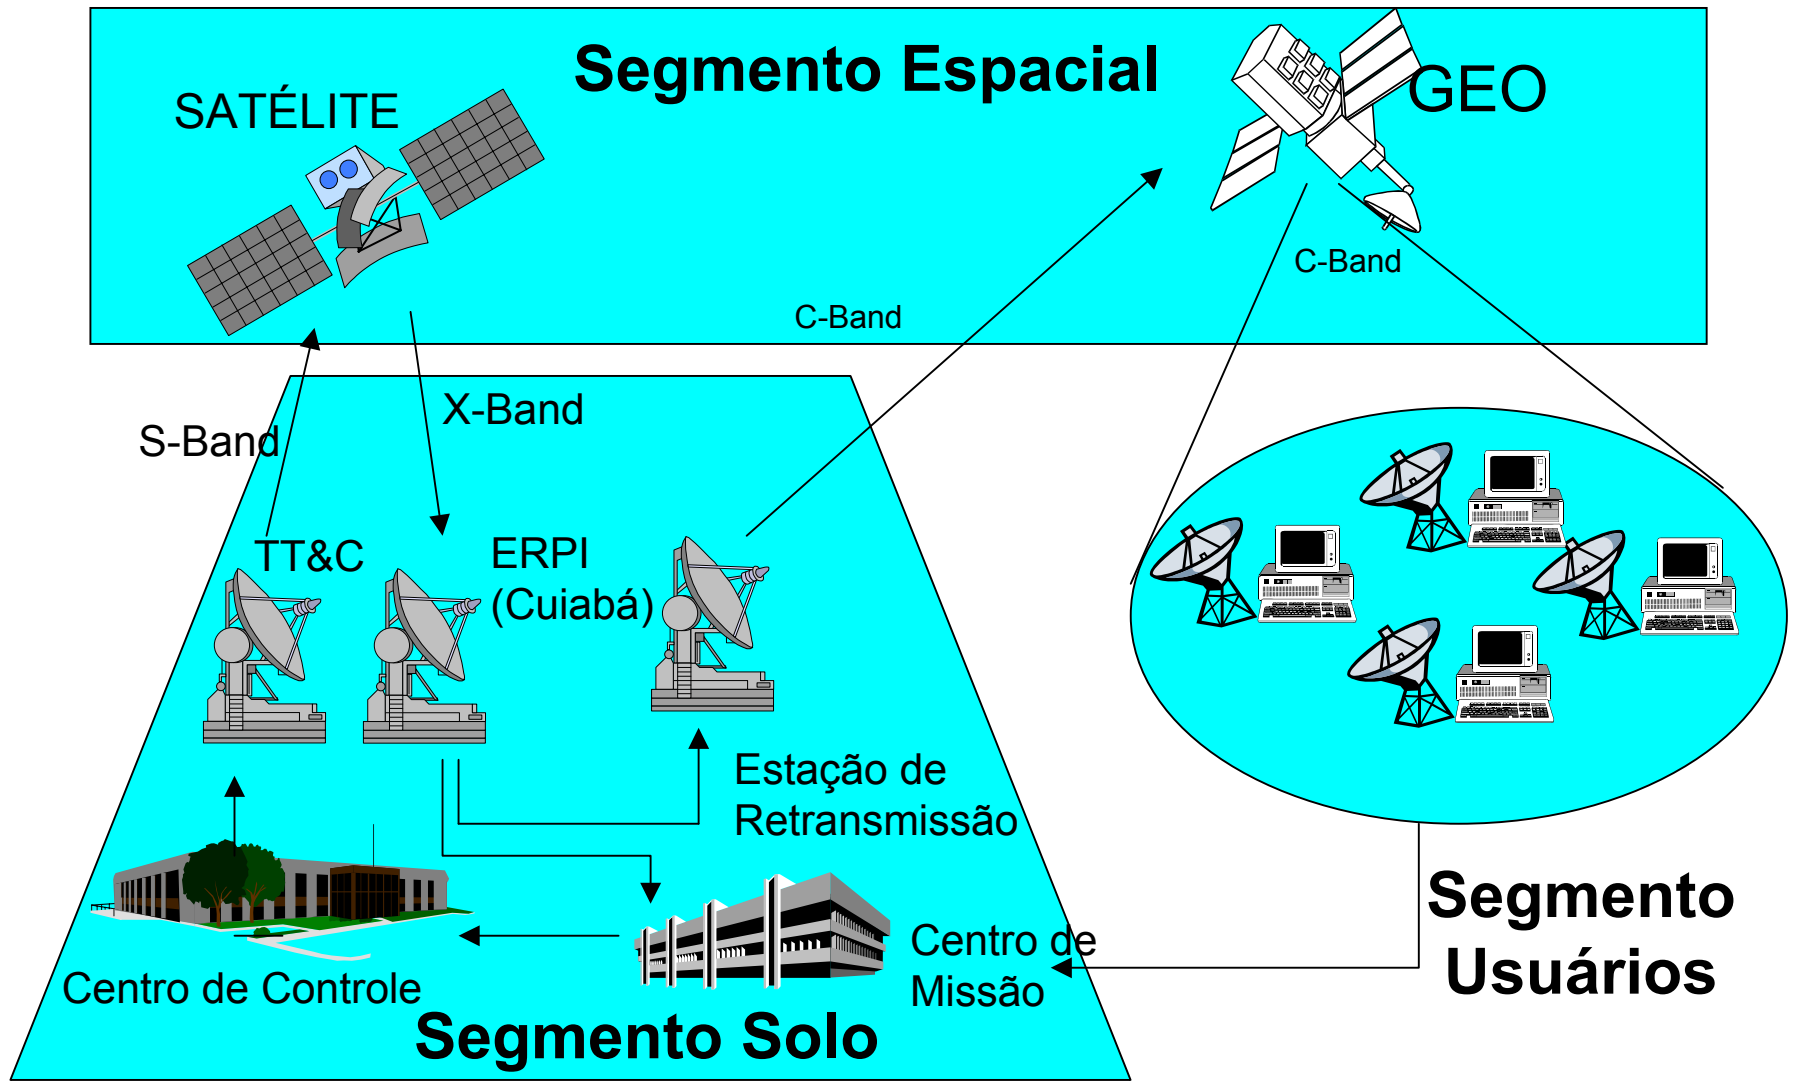 Segmento Espacial
SATÉLITE
GEO
C-Band
C-Band
S-Band
X-Band
TT&C
ERPI
(Cuiabá)
Estação de
Retransmissão
Centro de Controle
Centro de
Missão
Segmento Solo
Segmento
Usuários